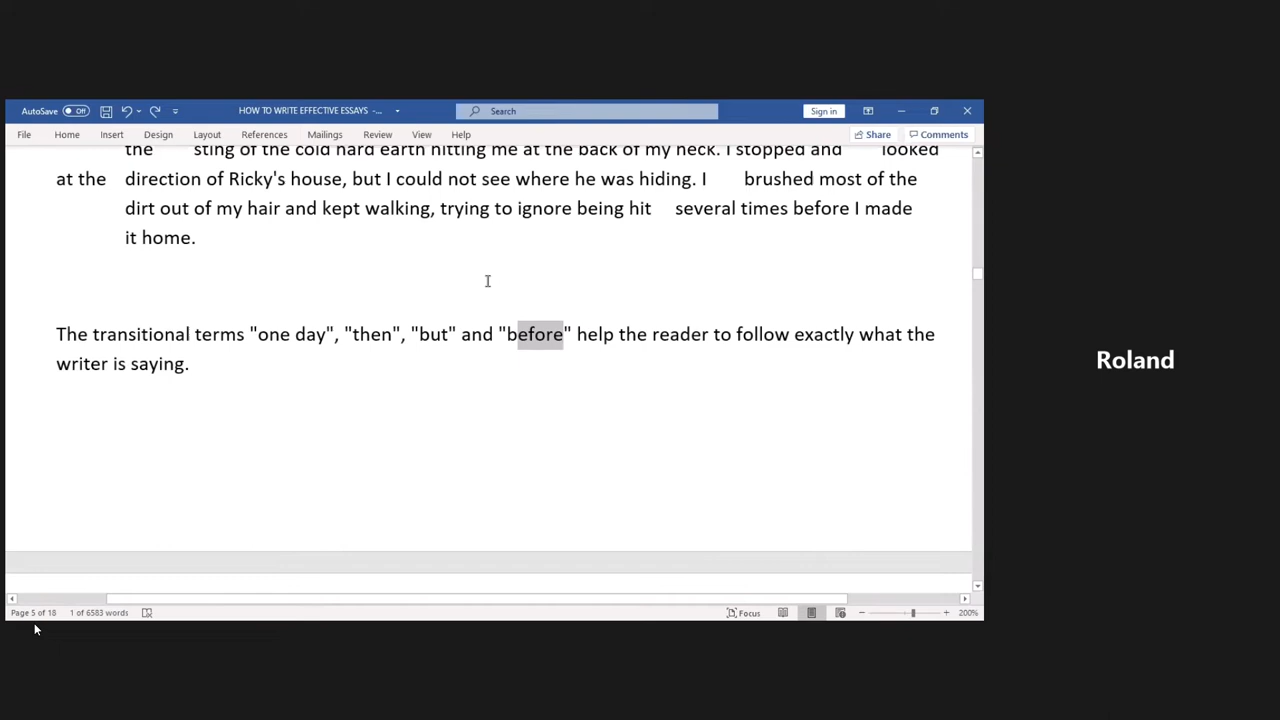 AutoSave Off HOW TO WRITE EFFECTIVE ESSAYS -... Search Sign in
File Home Insert Design Layout References Mailings Review View Help Share Comments
the sting of the cold hard earth hitting me at the back of my neck. I stopped and looked
at the direction of Ricky's house, but I could not see where he was hiding. I brushed most of the
dirt out of my hair and kept walking, trying to ignore being hit several times before I made
it home.
The transitional terms "one day", "then", "but" and "before" help the reader to follow exactly what the
writer is saying.
Roland
Page 5 of 18 1 of 6583 words Focus 200%